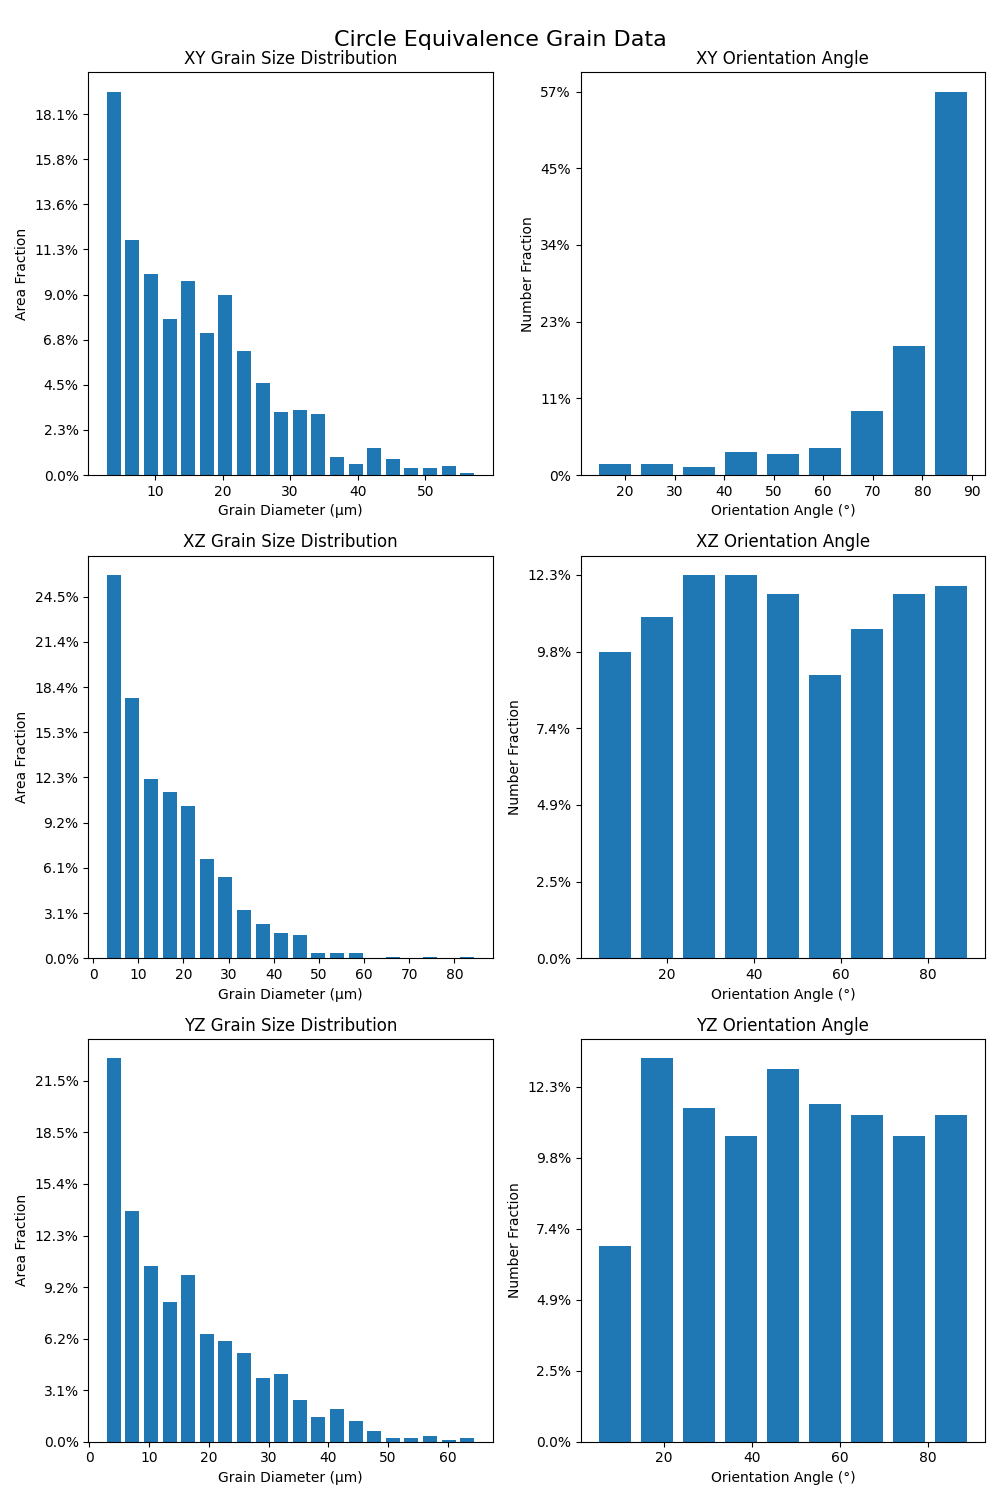 Circle Equivalence Grain Data
XY Grain Size Distribution
18.1%
15.8%
13.6%
11.3%
9.0%
6.8%
4.5%
2.3%
0.0%
Area Fraction
10 20 30 40 50
Grain Diameter (µm)
XY Orientation Angle
57%
45%
34%
23%
11%
0%
Number Fraction
20 30 40 50 60 70 80 90
Orientation Angle (°)
XZ Grain Size Distribution
24.5%
21.4%
18.4%
15.3%
12.3%
9.2%
6.1%
3.1%
0.0%
Area Fraction
0 10 20 30 40 50 60 70 80
Grain Diameter (µm)
XZ Orientation Angle
12.3%
9.8%
7.4%
4.9%
2.5%
0.0%
Number Fraction
20 40 60 80
Orientation Angle (°)
YZ Grain Size Distribution
21.5%
18.5%
15.4%
12.3%
9.2%
6.2%
3.1%
0.0%
Area Fraction
0 10 20 30 40 50 60
Grain Diameter (µm)
YZ Orientation Angle
12.3%
9.8%
7.4%
4.9%
2.5%
0.0%
Number Fraction
20 40 60 80
Orientation Angle (°)